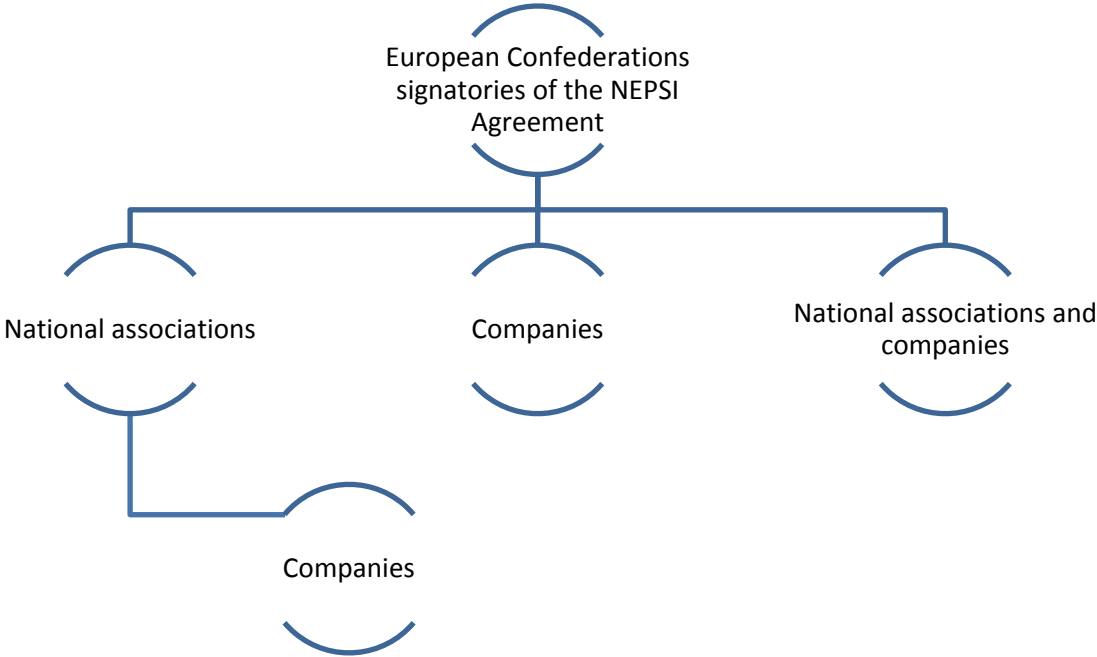 European Confederations
signatories of the NEPSI
Agreement
National associations
Companies
National associations and
companies
Companies